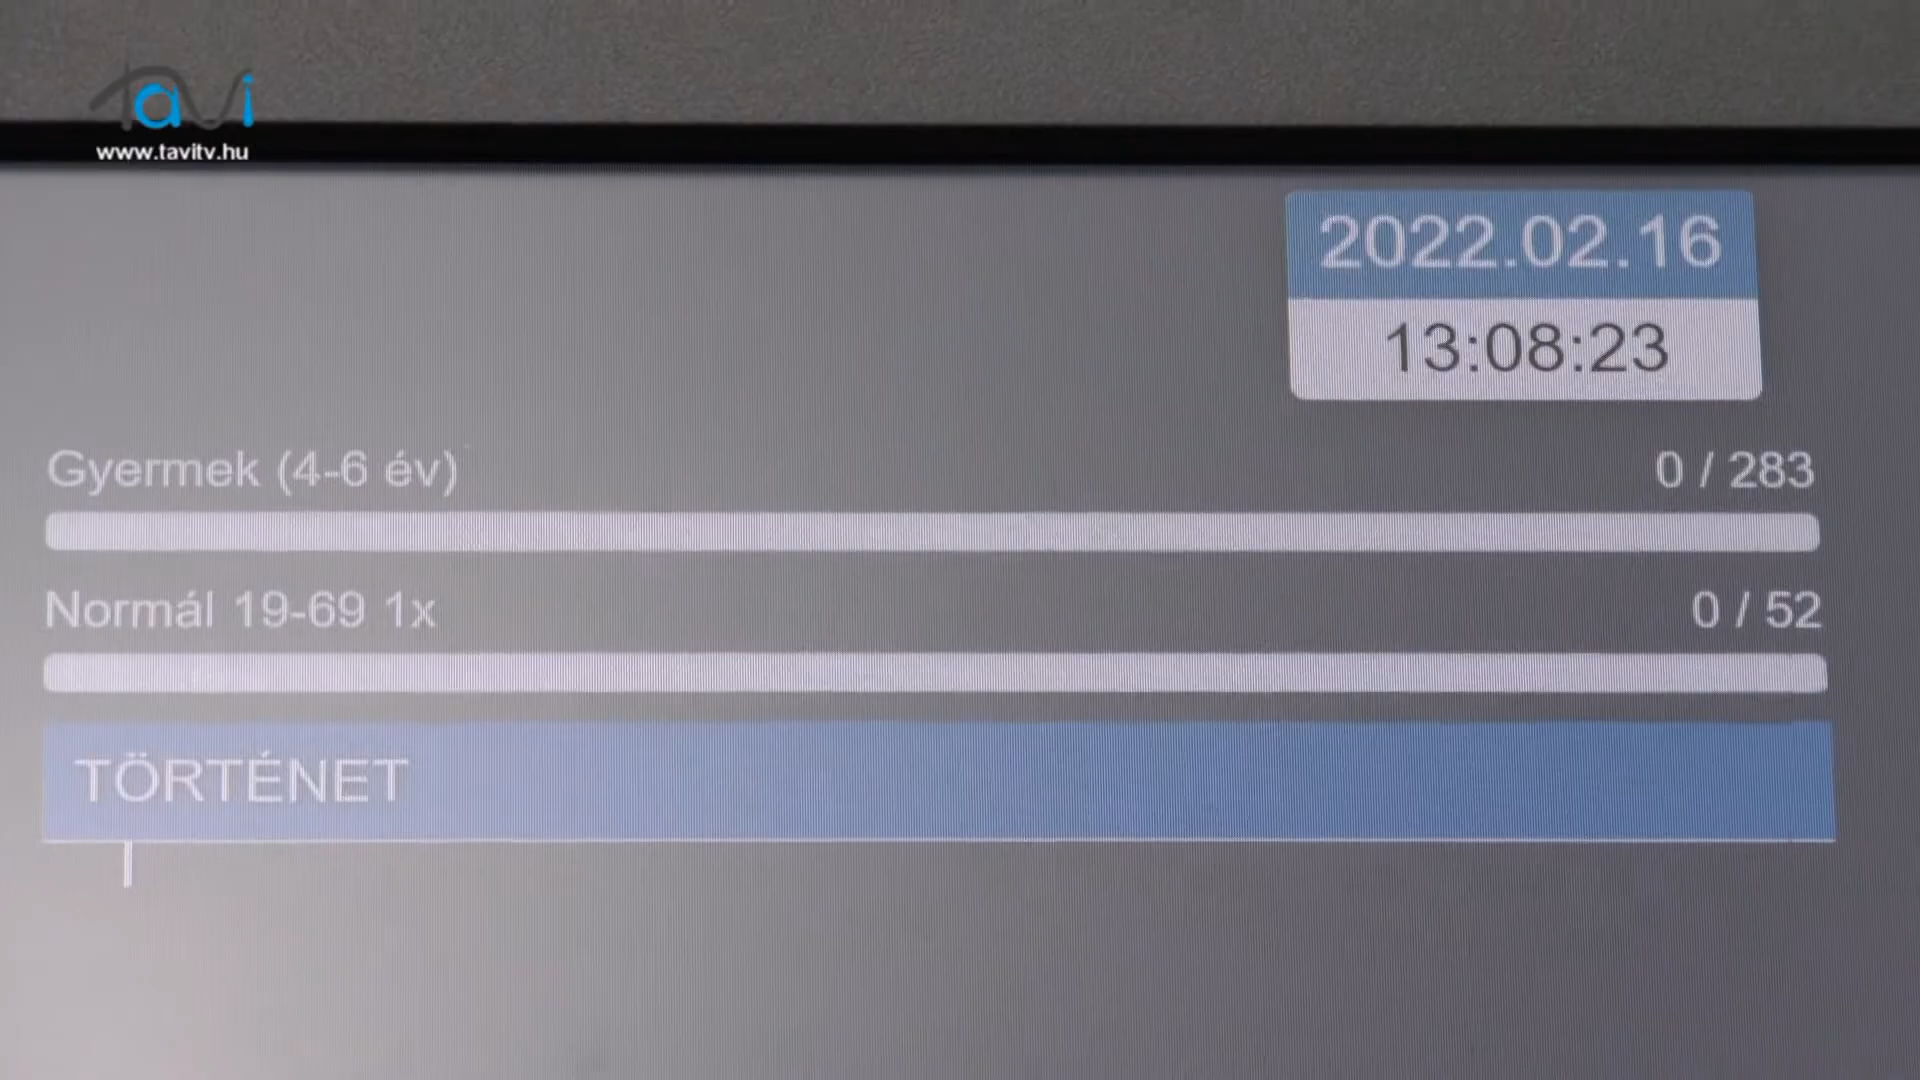 Tavi
www.tavitv.hu
2022.02.16
13:08:23
Gyermek (4-6 év)
0 / 283
Normál 19-69 1x
0 / 52
TÖRTÉNET